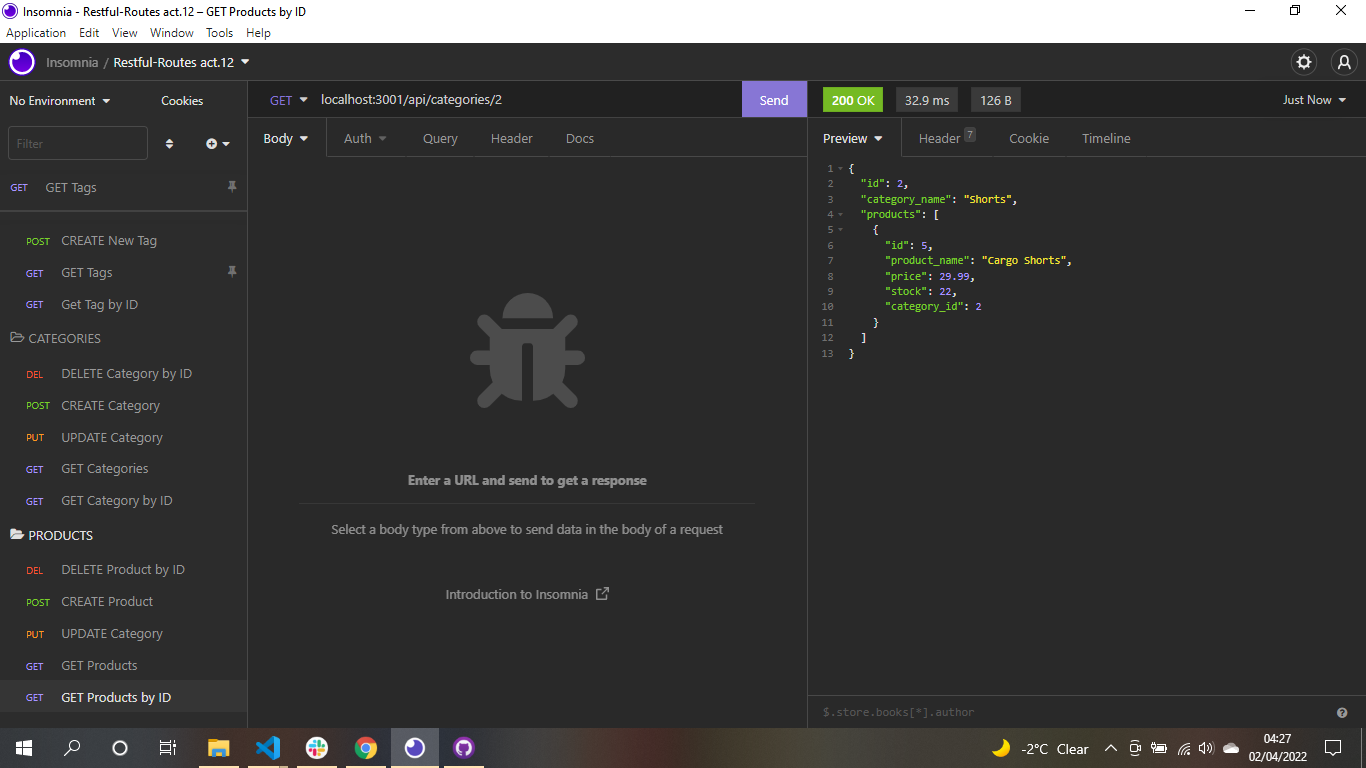 Insomnia - Restful-Routes act.12 – GET Products by ID
Application Edit View Window Tools Help
Insomnia / Restful-Routes act.12
No Environment Cookies
Filter
GET GET Tags
POST CREATE New Tag
GET GET Tags
GET Get Tag by ID
CATEGORIES
DEL DELETE Category by ID
POST CREATE Category
PUT UPDATE Category
GET GET Categories
GET GET Category by ID
PRODUCTS
DEL DELETE Product by ID
POST CREATE Product
PUT UPDATE Category
GET GET Products
GET GET Products by ID
GET localhost:3001/api/categories/2 Send
Body Auth Query Header Docs
Enter a URL and send to get a response
Select a body type from above to send data in the body of a request
Introduction to Insomnia
200 OK 32.9 ms 126 B Just Now
Preview Header 7 Cookie Timeline
1 {
2 "id": 2,
3 "category_name": "Shorts",
4 "products": [
5 {
6 "id": 5,
7 "product_name": "Cargo Shorts",
8 "price": 29.99,
9 "stock": 22,
10 "category_id": 2
11 }
12 ]
13 }
$.store.books[*].author
-2°C Clear
04:27
02/04/2022